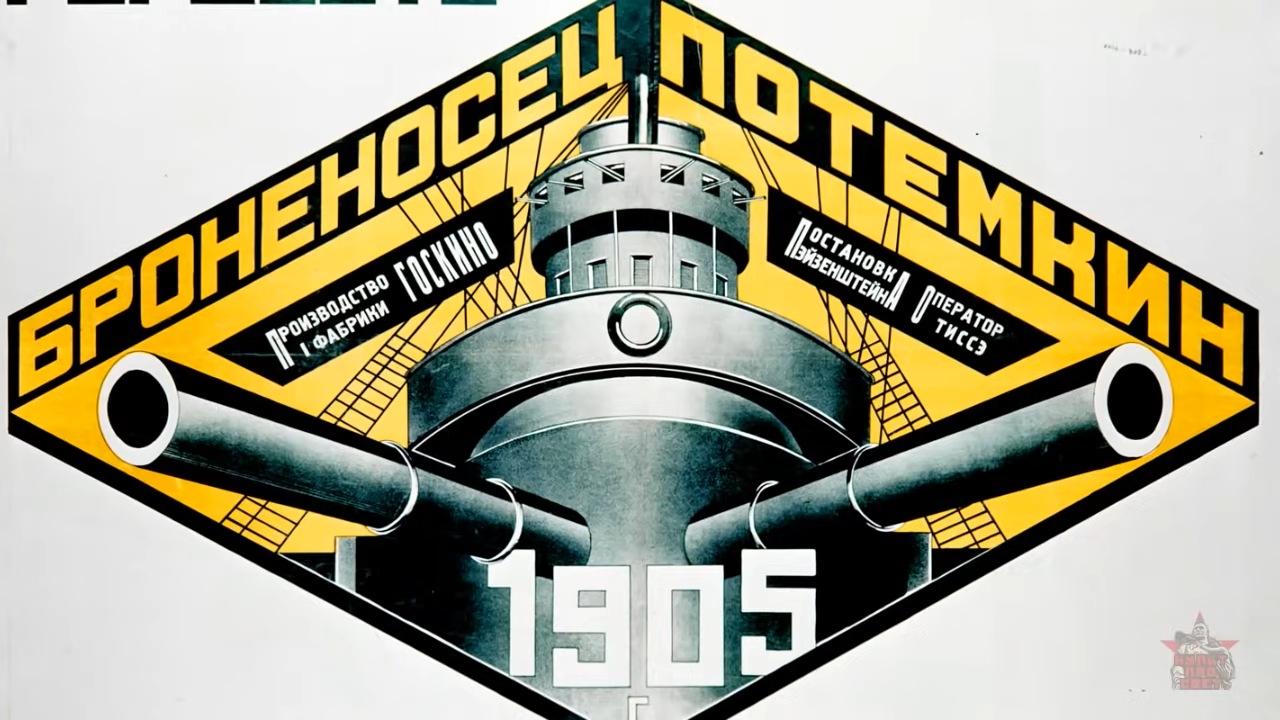 БРОНЕНОСЕЦ ПОТЕМКИН
ПРОИЗВОДСТВО
I ФАБРИКИ
ГОСКИНО
ПОСТАНОВКА
ЭЙЗЕНШТЕЙНА
ОПЕРАТОР
ТИССЭ
1905
Г